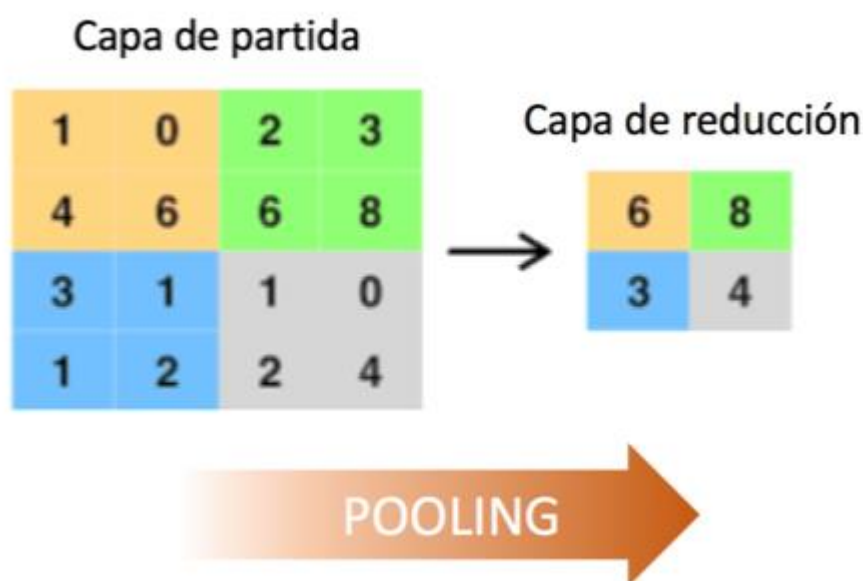 Capa de partida
1 0 2 3
4 6 6 8
3 1 1 0
1 2 2 4
Capa de reducción
6 8
3 4
POOLING